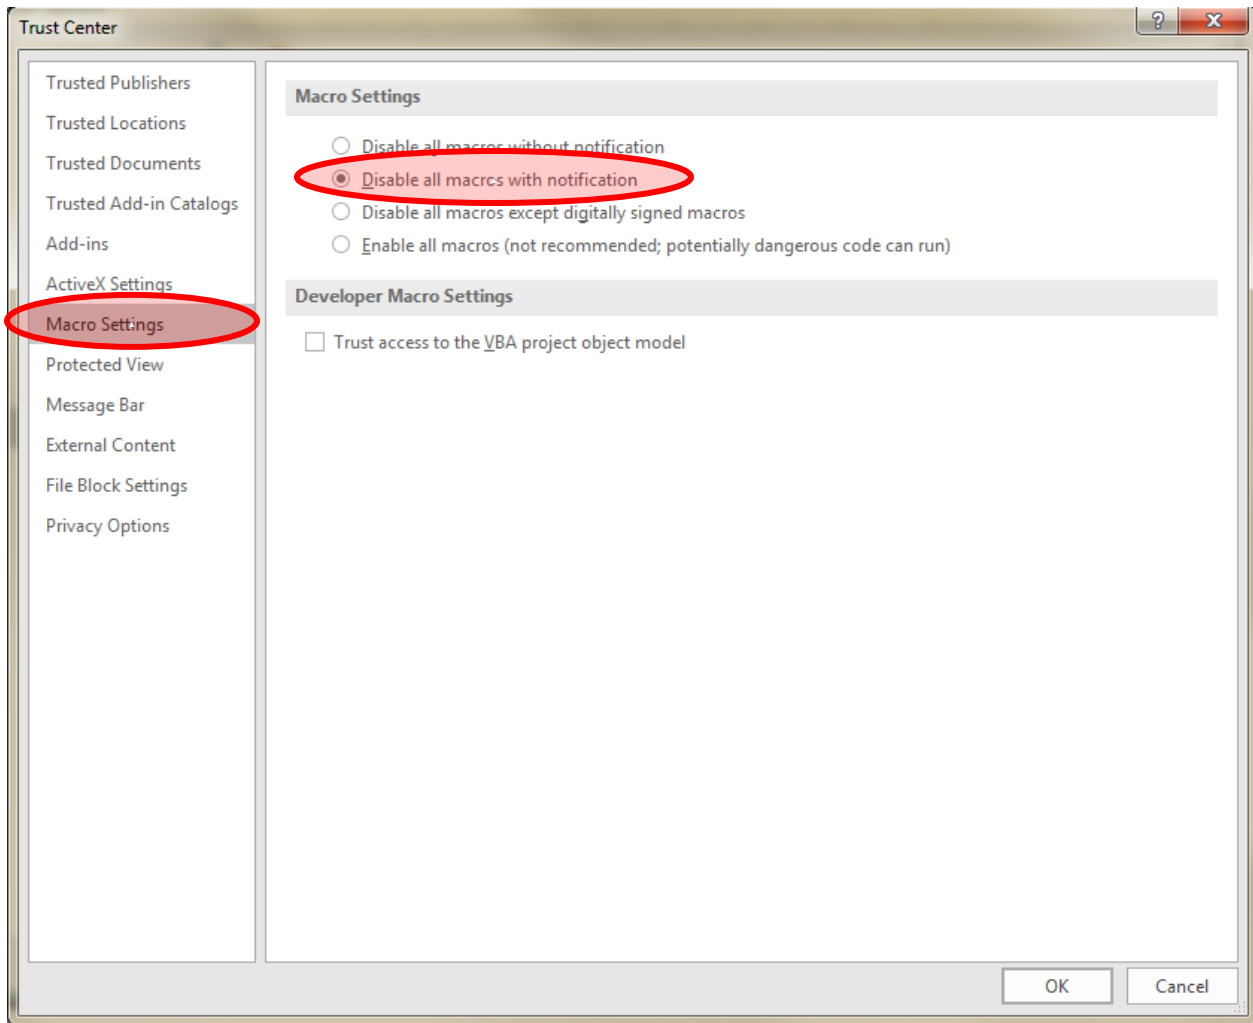 Trust Center
Trusted Publishers
Trusted Locations
Trusted Documents
Trusted Add-in Catalogs
Add-ins
ActiveX Settings
Macro Settings
Protected View
Message Bar
External Content
File Block Settings
Privacy Options
Macro Settings
Disable all macros without notification
Disable all macros with notification
Disable all macros except digitally signed macros
Enable all macros (not recommended; potentially dangerous code can run)
Developer Macro Settings
Trust access to the VBA project object model
OK
Cancel